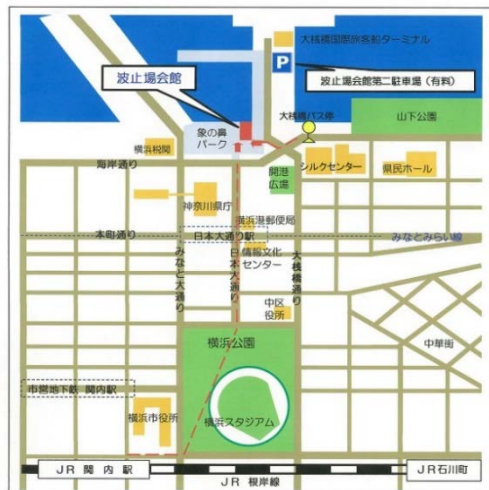 大桟橋国際旅客船ターミナル
P
波止場会館
波止場会館第二駐車場（有料）
大桟橋バス停
山下公園
象の鼻
パーク
横浜税関
海岸通り
シルクセンター
県民ホール
開港
広場
神奈川県庁
横浜港郵便局
本町通り
日本大通り駅
みなとみらい線
情報文化
センター
みなと大通り
日本大通り
大桟橋通り
中区
役所
横浜公園
中華街
市営地下鉄 関内駅
横浜市役所
横浜スタジアム
JR 関内駅
JR 根岸線
JR石川町